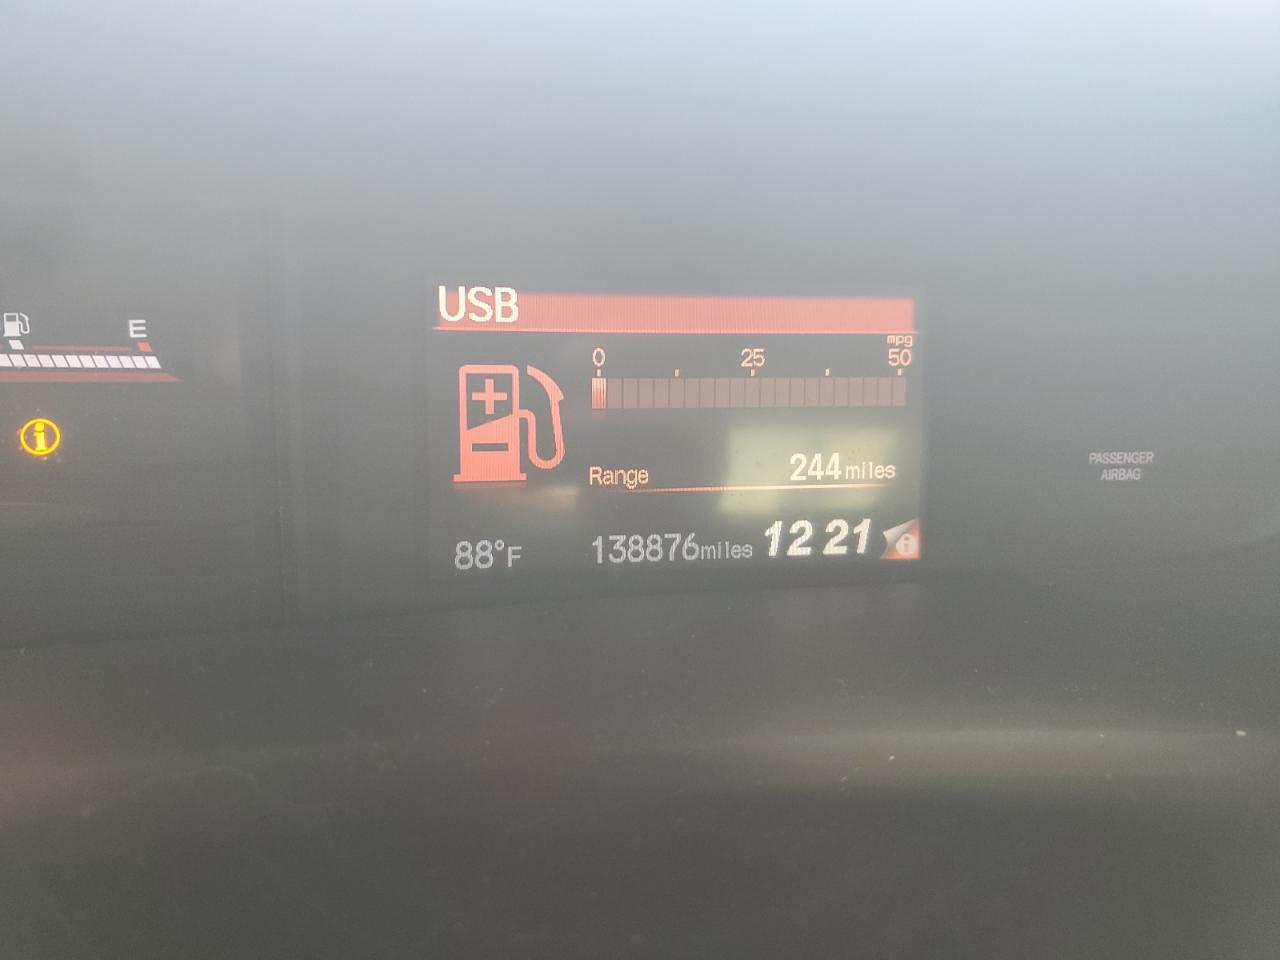 USB
mpg
0 25 50
E
Range 244 miles
88°F 138876 miles 12 21
PASSENGER
AIRBAG